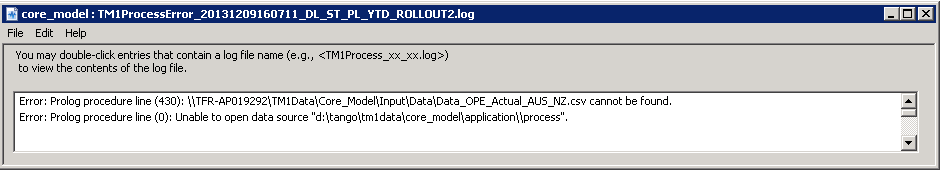 core_model : TM1ProcessError_20131209160711_DL_ST_PL_YTD_ROLLOUT2.log
File Edit Help
You may double-click entries that contain a log file name (e.g., <TM1Process_xx_xx.log>)
to view the contents of the log file.
Error: Prolog procedure line (430): \\TFR-AP019292\TM1Data\Core_Model\Input\Data\Data_OPE_Actual_AUS_NZ.csv cannot be found.
Error: Prolog procedure line (0): Unable to open data source "d:\tango\tm1data\core_model\application\\process".